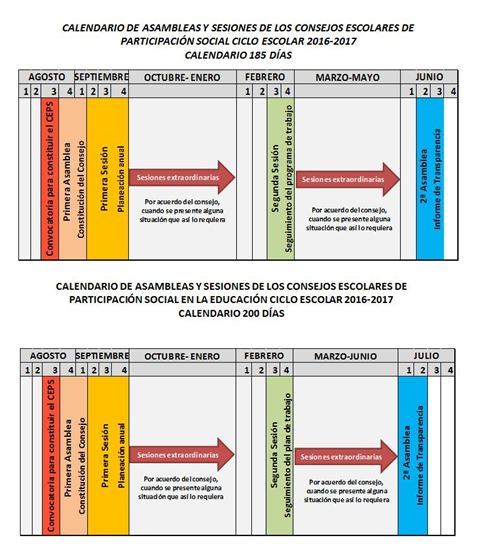 CALENDARIO DE ASAMBLEAS Y SESIONES DE LOS CONSEJOS ESCOLARES DE
PARTICIPACIÓN SOCIAL CICLO ESCOLAR 2016-2017
CALENDARIO 185 DÍAS
AGOSTO SEPTIEMBRE OCTUBRE- ENERO FEBRERO MARZO-MAYO JUNIO
1 2 3 4 1 2 3 4 1 2 3 4 1 2 3 4
Convocatoria para constituir el CEPS
Primera Asamblea
Constitución del Consejo
Primera Sesión
Planeación anual
Sesiones extraordinarias
Por acuerdo del consejo,
cuando se presente alguna
situación que así lo requiera
Segunda Sesión
Seguimiento del programa de trabajo
Sesiones extraordinarias
Por acuerdo del consejo,
cuando se presente alguna
situación que así lo requiera
2ª Asamblea
Informe de Transparencia
CALENDARIO DE ASAMBLEAS Y SESIONES DE LOS CONSEJOS ESCOLARES DE
PARTICIPACIÓN SOCIAL EN LA EDUCACIÓN CICLO ESCOLAR 2016-2017
CALENDARIO 200 DÍAS
AGOSTO SEPTIEMBRE OCTUBRE- ENERO FEBRERO MARZO-JUNIO JULIO
1 2 3 4 1 2 3 4 1 2 3 4 1 2 3 4
Convocatoria para constituir el CEPS
Primera Asamblea
Constitución del Consejo
Primera Sesión
Planeación anual
Sesiones extraordinarias
Por acuerdo del consejo,
cuando se presente alguna
situación que así lo requiera
Segunda Sesión
Seguimiento del plan de trabajo
Sesiones extraordinarias
Por acuerdo del consejo,
cuando se presente alguna
situación que así lo requiera
2ª Asamblea
Informe de Transparencia